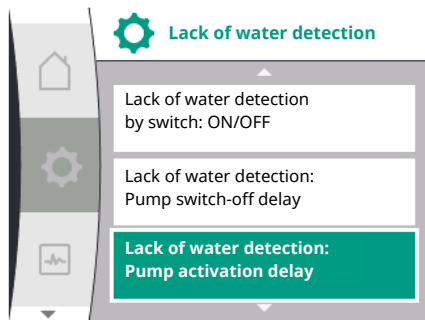 Lack of water detection
Lack of water detection
by switch: ON/OFF
Lack of water detection:
Pump switch-off delay
Lack of water detection:
Pump activation delay